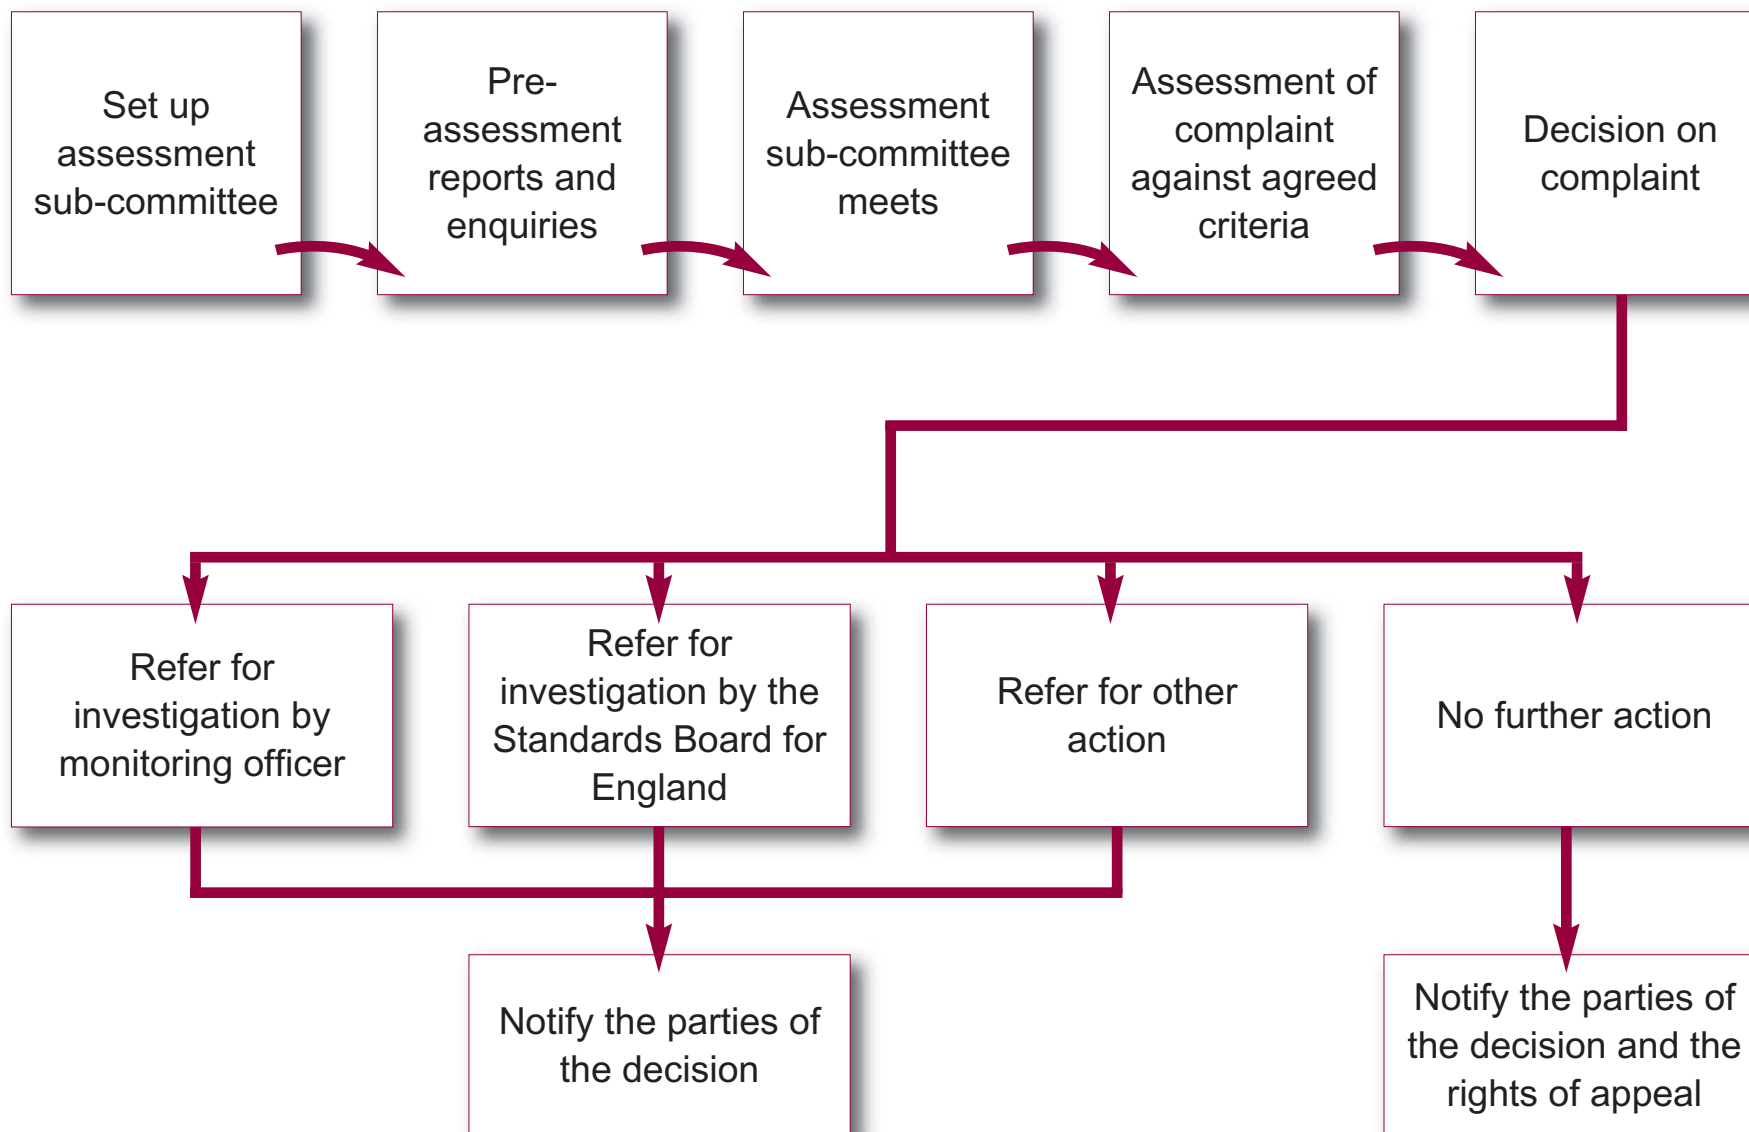 Set up
assessment
sub-committee
Pre-
assessment
reports and
enquiries
Assessment
sub-committee
meets
Assessment of
complaint
against agreed
criteria
Decision on
complaint
Refer for
investigation by
monitoring officer
Refer for
investigation by the
Standards Board for
England
Refer for other
action
No further action
Notify the parties of
the decision
Notify the parties of
the decision and the
rights of appeal